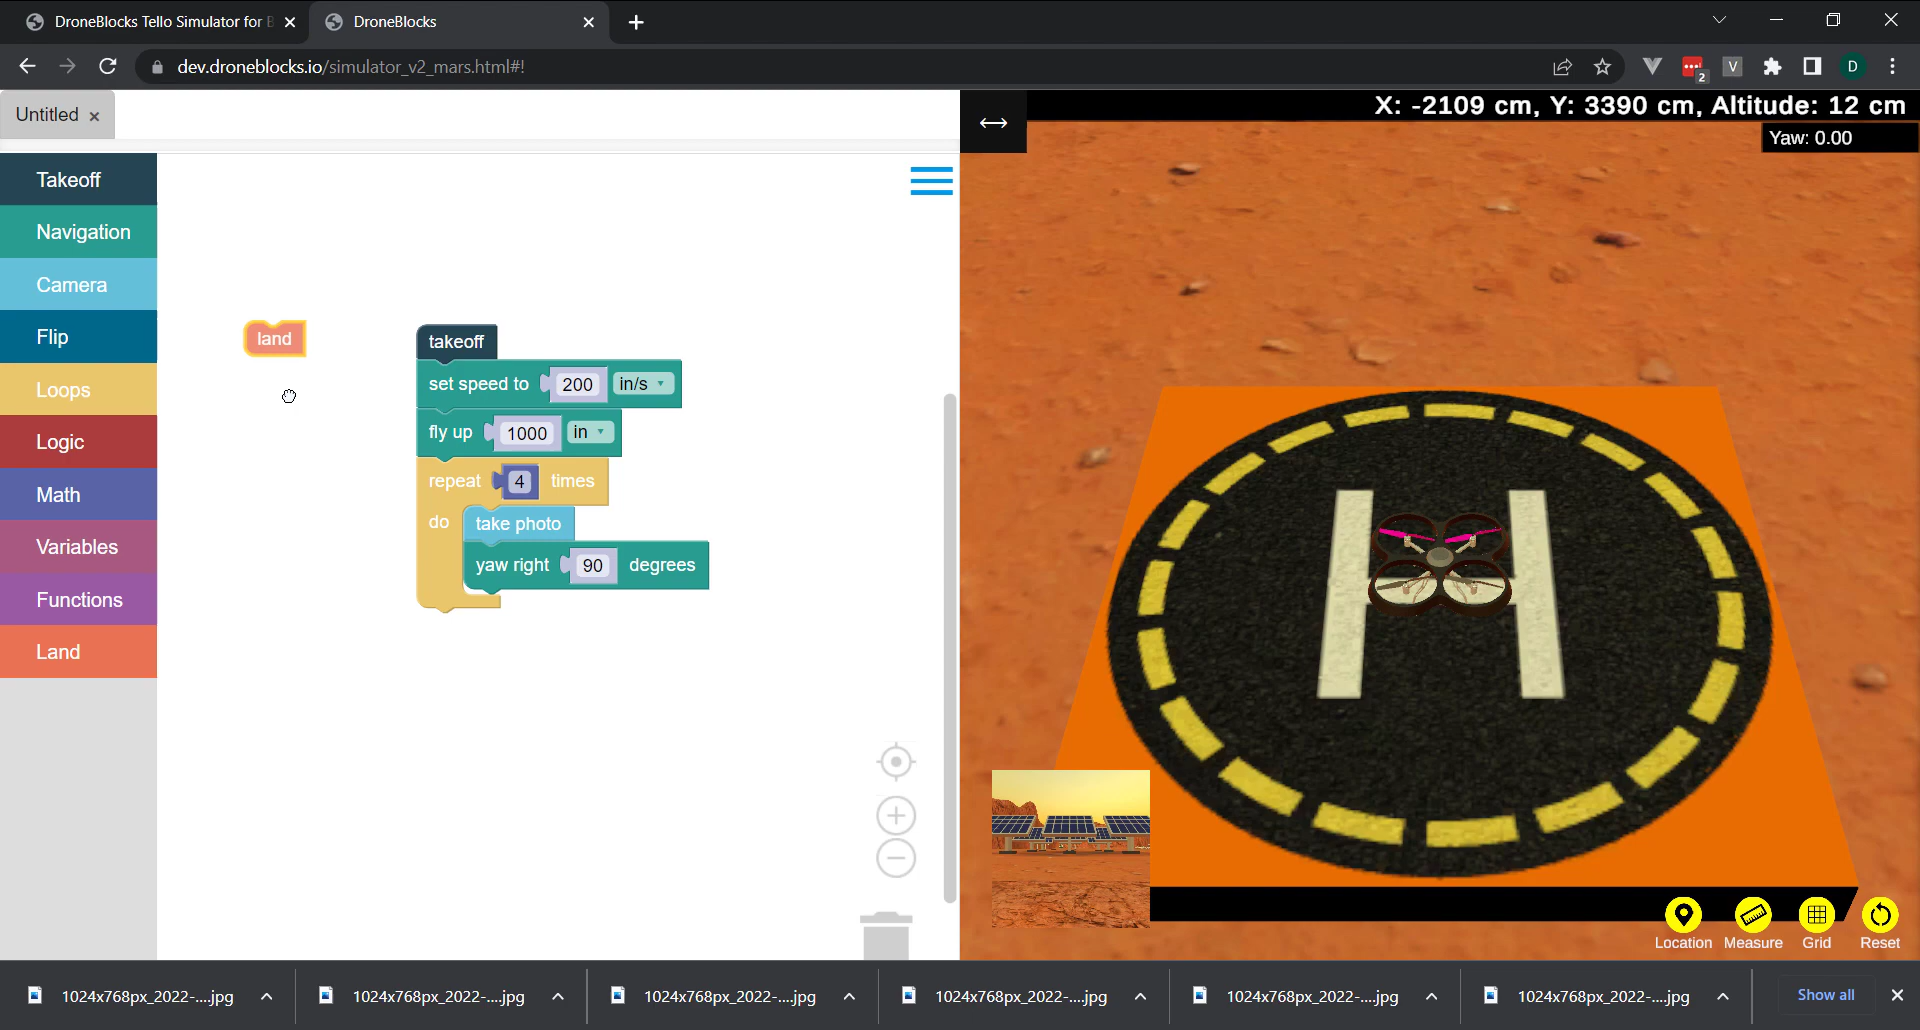 DroneBlocks Tello Simulator for
DroneBlocks
dev.droneblocks.io/simulator_v2_mars.html#!
2
V
D
Untitled
X: -2109 cm, Y: 3390 cm, Altitude: 12 cm
Yaw: 0.00
Takeoff
Navigation
Camera
Flip
Loops
Logic
Math
Variables
Functions
Land
land
takeoff
set speed to 200 in/s
fly up 1000 in
repeat 4 times
do take photo
yaw right 90 degrees
H
Location
Measure
Grid
Reset
1024x768px_2022-....jpg
1024x768px_2022-....jpg
1024x768px_2022-....jpg
1024x768px_2022-....jpg
1024x768px_2022-....jpg
1024x768px_2022-....jpg
Show all